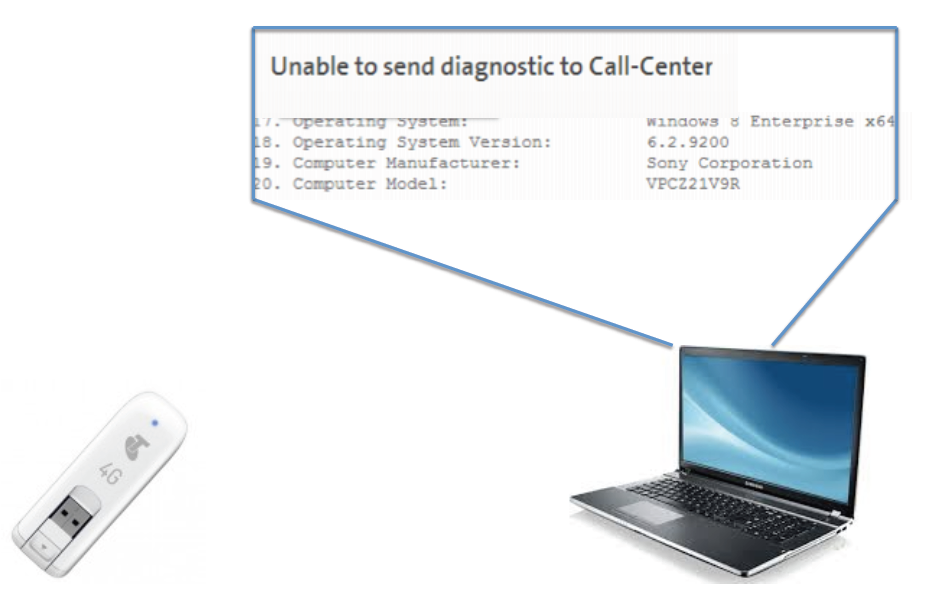 Unable to send diagnostic to Call-Center
17. Operating System: Windows 8 Enterprise x64
18. Operating System Version: 6.2.9200
19. Computer Manufacturer: Sony Corporation
20. Computer Model: VPCZ21V9R
4G
SAMSUNG